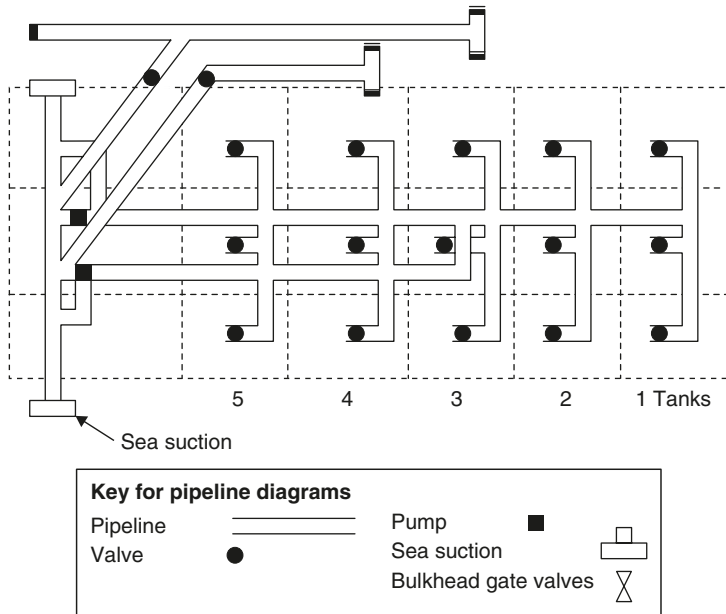 5 4 3 2 1 Tanks
Sea suction
Key for pipeline diagrams
Pipeline
Valve
Pump
Sea suction
Bulkhead gate valves